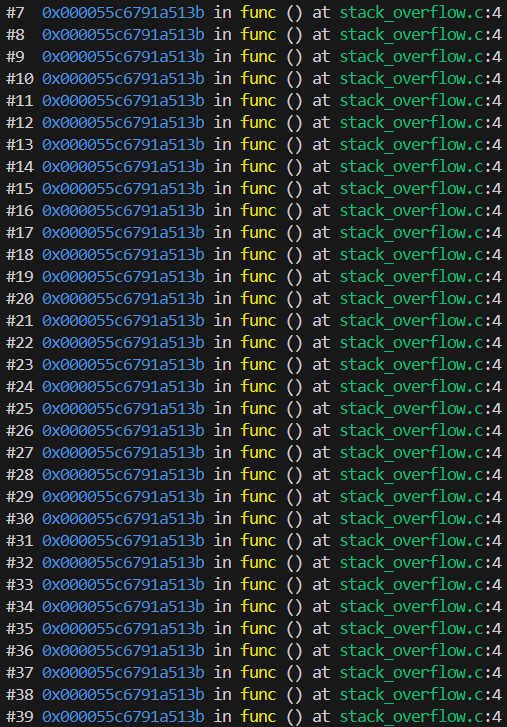 #7  0x000055c6791a513b in func () at stack_overflow.c:4
#8  0x000055c6791a513b in func () at stack_overflow.c:4
#9  0x000055c6791a513b in func () at stack_overflow.c:4
#10 0x000055c6791a513b in func () at stack_overflow.c:4
#11 0x000055c6791a513b in func () at stack_overflow.c:4
#12 0x000055c6791a513b in func () at stack_overflow.c:4
#13 0x000055c6791a513b in func () at stack_overflow.c:4
#14 0x000055c6791a513b in func () at stack_overflow.c:4
#15 0x000055c6791a513b in func () at stack_overflow.c:4
#16 0x000055c6791a513b in func () at stack_overflow.c:4
#17 0x000055c6791a513b in func () at stack_overflow.c:4
#18 0x000055c6791a513b in func () at stack_overflow.c:4
#19 0x000055c6791a513b in func () at stack_overflow.c:4
#20 0x000055c6791a513b in func () at stack_overflow.c:4
#21 0x000055c6791a513b in func () at stack_overflow.c:4
#22 0x000055c6791a513b in func () at stack_overflow.c:4
#23 0x000055c6791a513b in func () at stack_overflow.c:4
#24 0x000055c6791a513b in func () at stack_overflow.c:4
#25 0x000055c6791a513b in func () at stack_overflow.c:4
#26 0x000055c6791a513b in func () at stack_overflow.c:4
#27 0x000055c6791a513b in func () at stack_overflow.c:4
#28 0x000055c6791a513b in func () at stack_overflow.c:4
#29 0x000055c6791a513b in func () at stack_overflow.c:4
#30 0x000055c6791a513b in func () at stack_overflow.c:4
#31 0x000055c6791a513b in func () at stack_overflow.c:4
#32 0x000055c6791a513b in func () at stack_overflow.c:4
#33 0x000055c6791a513b in func () at stack_overflow.c:4
#34 0x000055c6791a513b in func () at stack_overflow.c:4
#35 0x000055c6791a513b in func () at stack_overflow.c:4
#36 0x000055c6791a513b in func () at stack_overflow.c:4
#37 0x000055c6791a513b in func () at stack_overflow.c:4
#38 0x000055c6791a513b in func () at stack_overflow.c:4
#39 0x000055c6791a513b in func () at stack_overflow.c:4